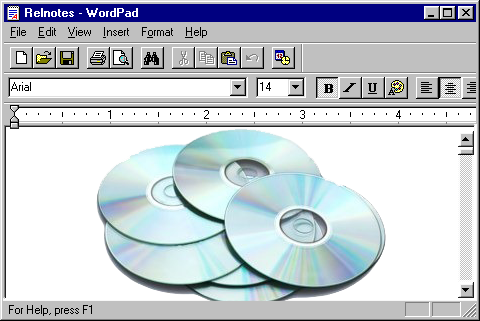 Relnotes - WordPad
File Edit View Insert Format Help
Arial 14 B I U
1 2 3 4
For Help, press F1